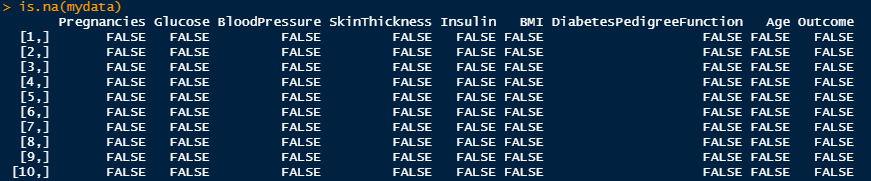 > is.na(mydata)
Pregnancies Glucose BloodPressure SkinThickness Insulin BMI DiabetesPedigreeFunction Age Outcome
[1,] FALSE FALSE FALSE FALSE FALSE FALSE FALSE FALSE FALSE
[2,] FALSE FALSE FALSE FALSE FALSE FALSE FALSE FALSE FALSE
[3,] FALSE FALSE FALSE FALSE FALSE FALSE FALSE FALSE FALSE
[4,] FALSE FALSE FALSE FALSE FALSE FALSE FALSE FALSE FALSE
[5,] FALSE FALSE FALSE FALSE FALSE FALSE FALSE FALSE FALSE
[6,] FALSE FALSE FALSE FALSE FALSE FALSE FALSE FALSE FALSE
[7,] FALSE FALSE FALSE FALSE FALSE FALSE FALSE FALSE FALSE
[8,] FALSE FALSE FALSE FALSE FALSE FALSE FALSE FALSE FALSE
[9,] FALSE FALSE FALSE FALSE FALSE FALSE FALSE FALSE FALSE
[10,] FALSE FALSE FALSE FALSE FALSE FALSE FALSE FALSE FALSE